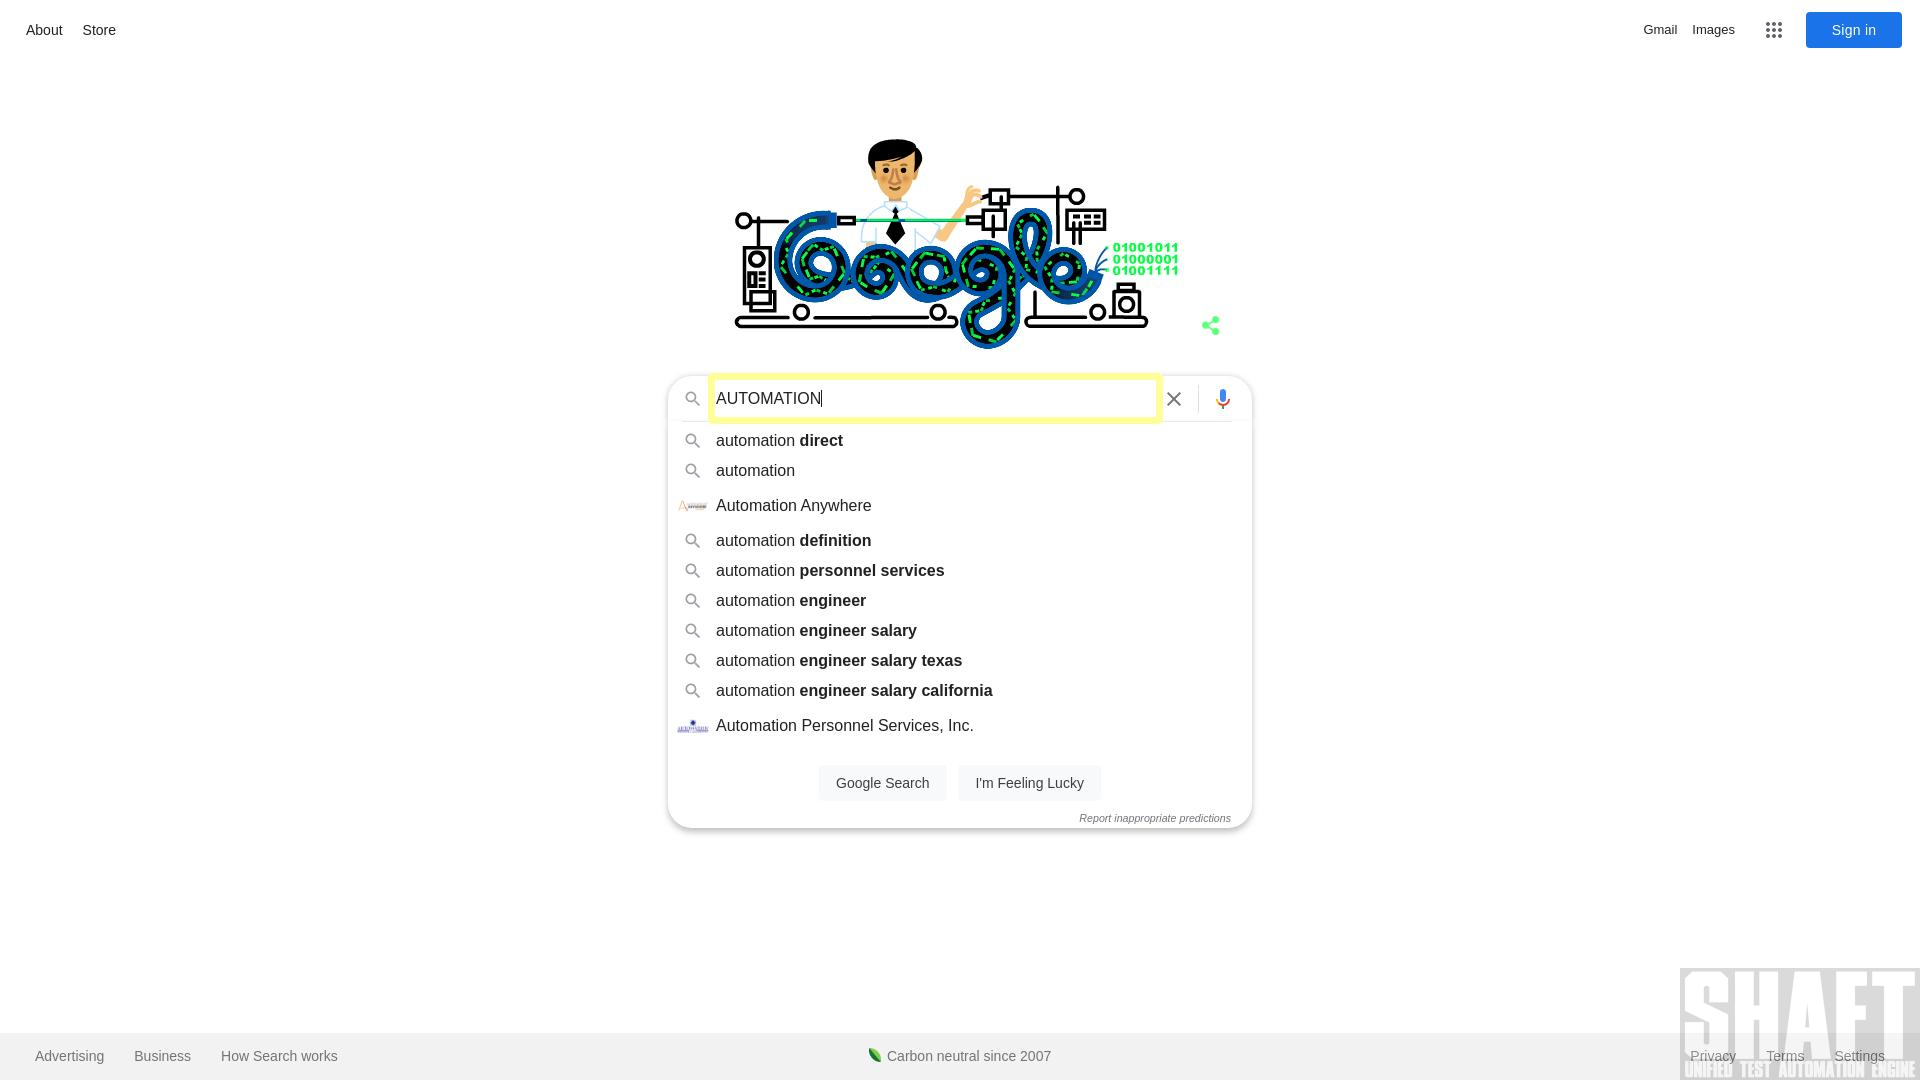 About Store
Gmail Images Sign in
01001011
01000001
01001111
AUTOMATION
automation direct
automation
Automation Anywhere
automation definition
automation personnel services
automation engineer
automation engineer salary
automation engineer salary texas
automation engineer salary california
Automation Personnel Services, Inc.
Google Search I'm Feeling Lucky
Report inappropriate predictions
Advertising Business How Search works Carbon neutral since 2007 Privacy Terms Settings
SHAFT
UNIFIED TEST AUTOMATION ENGINE